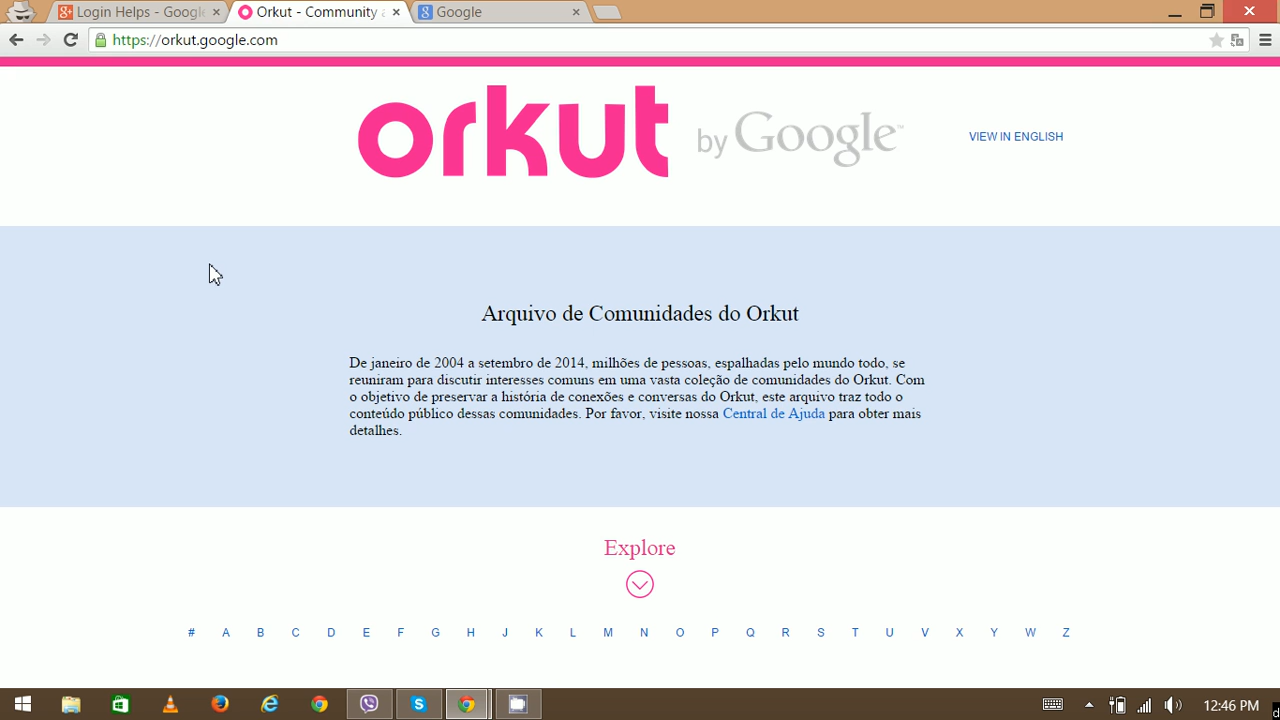 Login Helps - Google
Orkut - Community a
Google
https://orkut.google.com
orkut by Google™
VIEW IN ENGLISH
Arquivo de Comunidades do Orkut
De janeiro de 2004 a setembro de 2014, milhões de pessoas, espalhadas pelo mundo todo, se
reuniram para discutir interesses comuns em uma vasta coleção de comunidades do Orkut. Com
o objetivo de preservar a história de conexões e conversas do Orkut, este arquivo traz todo o
conteúdo público dessas comunidades. Por favor, visite nossa Central de Ajuda para obter mais
detalhes.
Explore
# A B C D E F G H J K L M N O P Q R S T U V X Y W Z
12:46 PM